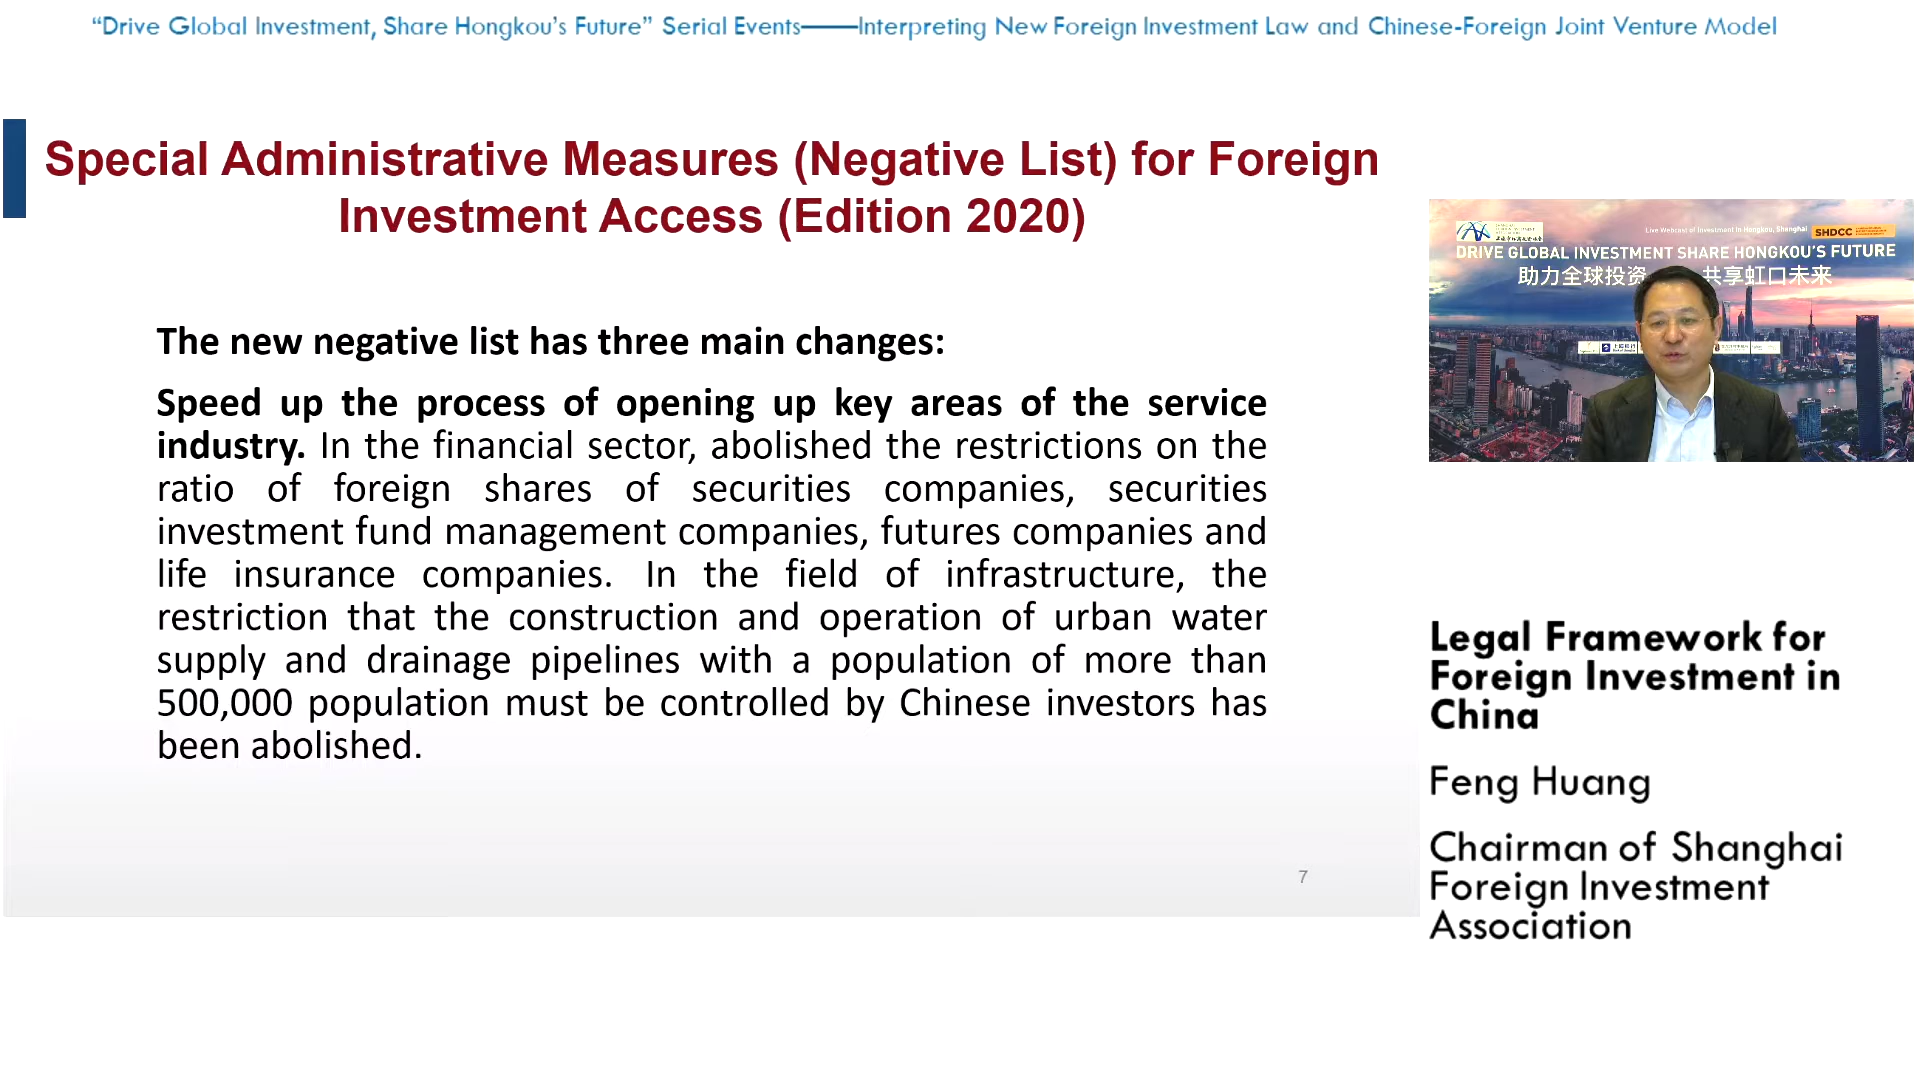 “Drive Global Investment, Share Hongkou’s Future” Serial Events——Interpreting New Foreign Investment Law and Chinese-Foreign Joint Venture Model
Special Administrative Measures (Negative List) for Foreign
Investment Access (Edition 2020)
The new negative list has three main changes:
Speed up the process of opening up key areas of the service
industry. In the financial sector, abolished the restrictions on the
ratio of foreign shares of securities companies, securities
investment fund management companies, futures companies and
life insurance companies. In the field of infrastructure, the
restriction that the construction and operation of urban water
supply and drainage pipelines with a population of more than
500,000 population must be controlled by Chinese investors has
been abolished.
7
Live Webcast of Investment in Hongkou, Shanghai
SHDCC
DRIVE GLOBAL INVESTMENT SHARE HONGKOU'S FUTURE
助力全球投资 共享虹口未来
Legal Framework for
Foreign Investment in
China
Feng Huang
Chairman of Shanghai
Foreign Investment
Association